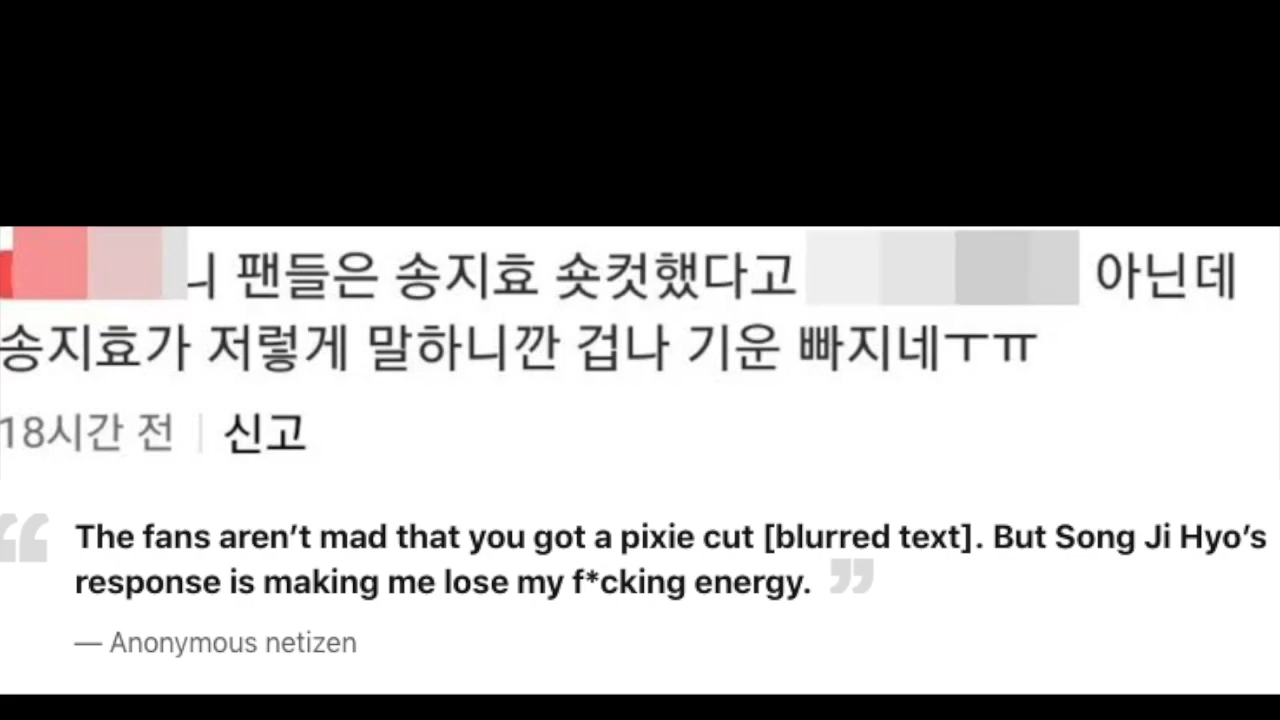 팬들은 송지효 숏컷했다고 아닌데
송지효가 저렇게 말하니깐 겁나 기운 빠지네ㅜㅠ
18시간 전 | 신고
“ The fans aren’t mad that you got a pixie cut [blurred text]. But Song Ji Hyo’s
response is making me lose my f*cking energy. ”
— Anonymous netizen